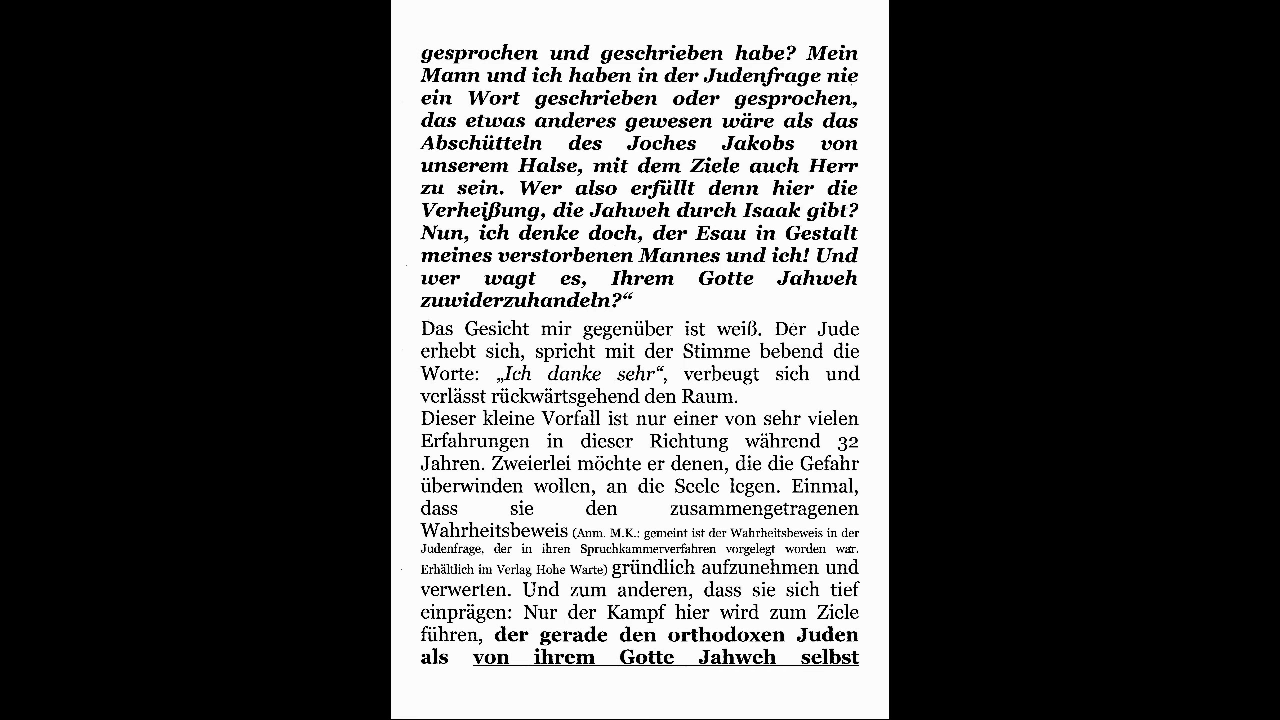 gesprochen und geschrieben habe? Mein
Mann und ich haben in der Judenfrage nie
ein Wort geschrieben oder gesprochen,
das etwas anderes gewesen wäre als das
Abschütteln des Joches Jakobs von
unserem Halse, mit dem Ziele auch Herr
zu sein. Wer also erfüllt denn hier die
Verheißung, die Jahweh durch Isaak gibt?
Nun, ich denke doch, der Esau in Gestalt
meines verstorbenen Mannes und ich! Und
wer wagt es, Ihrem Gotte Jahweh
zuwiderzuhandeln?“
Das Gesicht mir gegenüber ist weiß. Der Jude
erhebt sich, spricht mit der Stimme bebend die
Worte: „Ich danke sehr“, verbeugt sich und
verlässt rückwärtsgehend den Raum.
Dieser kleine Vorfall ist nur einer von sehr vielen
Erfahrungen in dieser Richtung während 32
Jahren. Zweierlei möchte er denen, die die Gefahr
überwinden wollen, an die Seele legen. Einmal,
dass sie den zusammengetragenen
Wahrheitsbeweis (Anm. M.K.: gemeint ist der Wahrheitsbeweis in der
Judenfrage, der in ihren Spruchkammerverfahren vorgelegt worden war.
Erhältlich im Verlag Hohe Warte) gründlich aufzunehmen und
verwerten. Und zum anderen, dass sie sich tief
einprägen: Nur der Kampf hier wird zum Ziele
führen, der gerade den orthodoxen Juden
als von ihrem Gotte Jahweh selbst